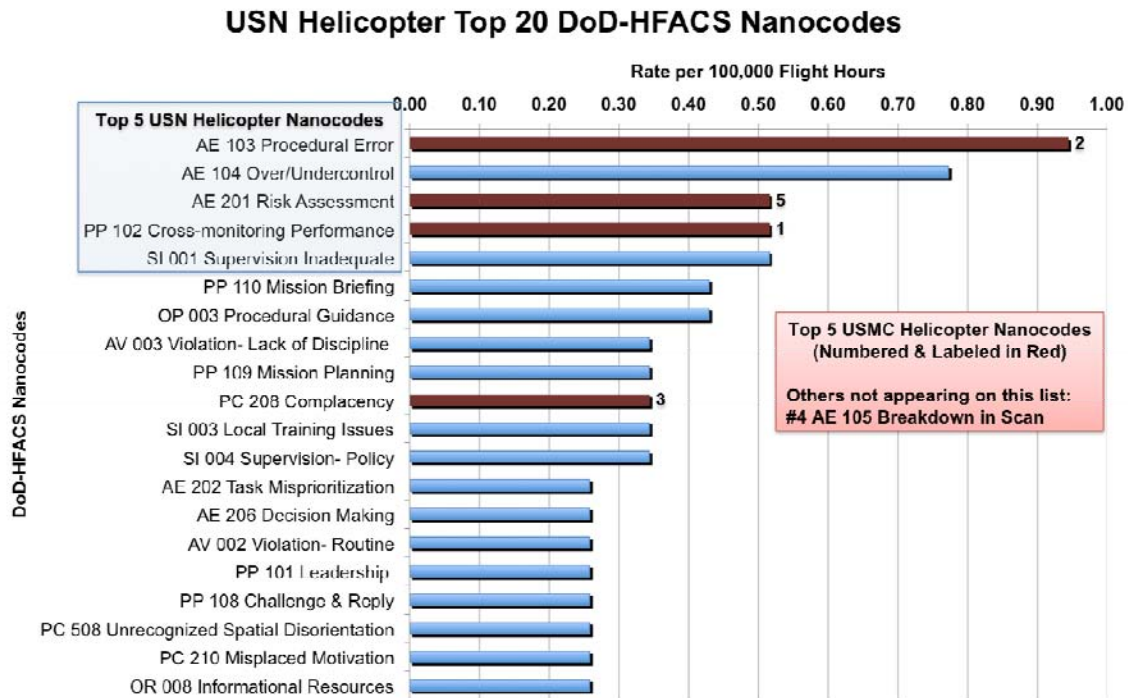 USN Helicopter Top 20 DoD-HFACS Nanocodes
Rate per 100,000 Flight Hours
0.00 0.10 0.20 0.30 0.40 0.50 0.60 0.70 0.80 0.90 1.00
Top 5 USN Helicopter Nanocodes
AE 103 Procedural Error 2
AE 104 Over/Undercontrol
AE 201 Risk Assessment 5
PP 102 Cross-monitoring Performance 1
SI 001 Supervision Inadequate
PP 110 Mission Briefing
OP 003 Procedural Guidance
AV 003 Violation- Lack of Discipline
PP 109 Mission Planning
PC 208 Complacency 3
SI 003 Local Training Issues
SI 004 Supervision- Policy
AE 202 Task Misprioritization
AE 206 Decision Making
AV 002 Violation- Routine
PP 101 Leadership
PP 108 Challenge & Reply
PC 508 Unrecognized Spatial Disorientation
PC 210 Misplaced Motivation
OR 008 Informational Resources
DoD-HFACS Nanocodes
Top 5 USMC Helicopter Nanocodes
(Numbered & Labeled in Red)
Others not appearing on this list:
#4 AE 105 Breakdown in Scan